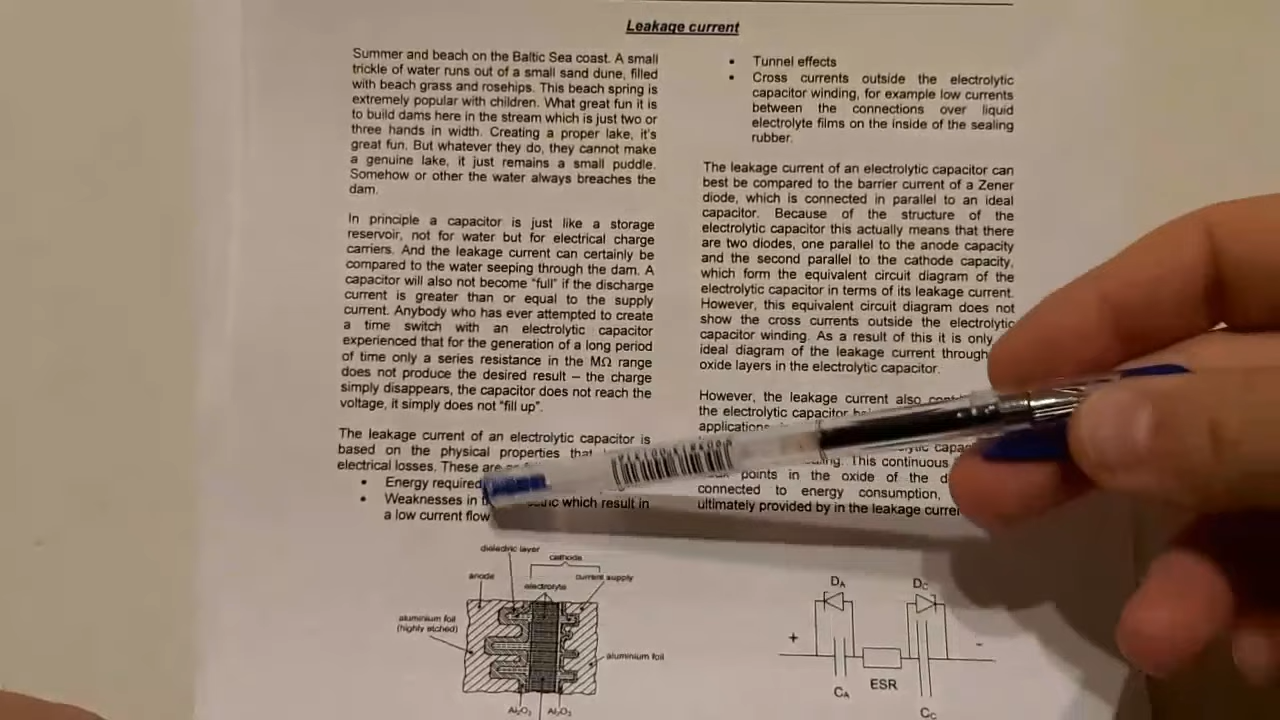 Leakage current
Summer and beach on the Baltic Sea coast. A small
trickle of water runs out of a small sand dune, filled
with beach grass and rosehips. This beach spring is
extremely popular with children. What great fun it is
to build dams here in the stream which is just two or
three hands in width. Creating a proper lake, it's
great fun. But whatever they do, they cannot make
a genuine lake, it just remains a small puddle.
Somehow or other the water always breaches the
dam.
In principle a capacitor is just like a storage
reservoir, not for water but for electrical charge
carriers. And the leakage current can certainly be
compared to the water seeping through the dam. A
capacitor will also not become "full" if the discharge
current is greater than or equal to the supply
current. Anybody who has ever attempted to create
a time switch with an electrolytic capacitor
experienced that for the generation of a long period
of time only a series resistance in the MΩ range
does not produce the desired result – the charge
simply disappears, the capacitor does not reach the
voltage, it simply does not "fill up".
The leakage current of an electrolytic capacitor is
based on the physical properties that
electrical losses. These are
• Energy required
• Weaknesses in which result in
a low current flow
• Tunnel effects
• Cross currents outside the electrolytic
capacitor winding, for example low currents
between the connections over liquid
electrolyte films on the inside of the sealing
rubber.
The leakage current of an electrolytic capacitor can
best be compared to the barrier current of a Zener
diode, which is connected in parallel to an ideal
capacitor. Because of the structure of the
electrolytic capacitor this actually means that there
are two diodes, one parallel to the anode capacity
and the second parallel to the cathode capacity,
which form the equivalent circuit diagram of the
electrolytic capacitor in terms of its leakage current.
However, this equivalent circuit diagram does not
show the cross currents outside the electrolytic
capacitor winding. As a result of this it is only
ideal diagram of the leakage current through
oxide layers in the electrolytic capacitor.
However, the leakage current also
the electrolytic capacitor
applications
This continuous
points in the oxide of the
connected to energy consumption,
ultimately provided by in the leakage
dielectric layer
cathode
anode
current supply
electrolyte
aluminium foil
(highly etched)
aluminium foil
Al₂O₃ Al₂O₃
D_A D_C
+ -
ESR
C_A
C_C